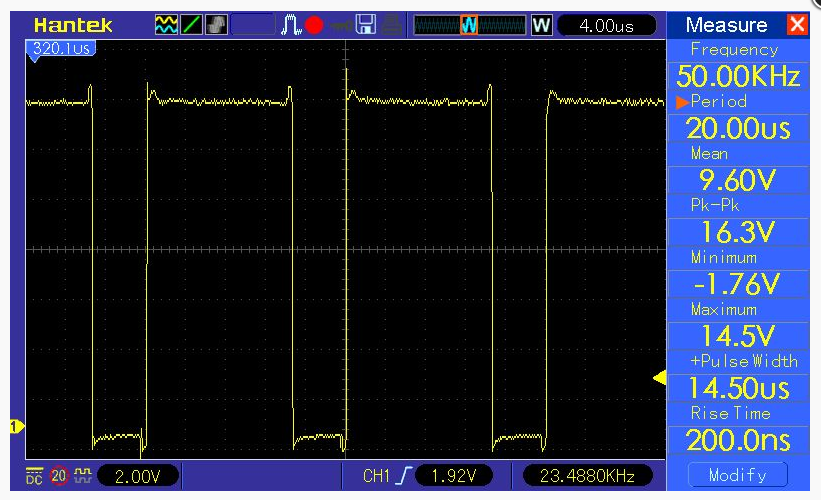 Hantek W 4.00us Measure X
320.1us
Frequency
50.00KHz
Period
20.00us
Mean
9.60V
Pk-Pk
16.3V
Minimum
-1.76V
Maximum
14.5V
+Pulse Width
14.50us
Rise Time
200.0ns
1
DC 20 2.00V CH1 1.92V 23.4880KHz Modify